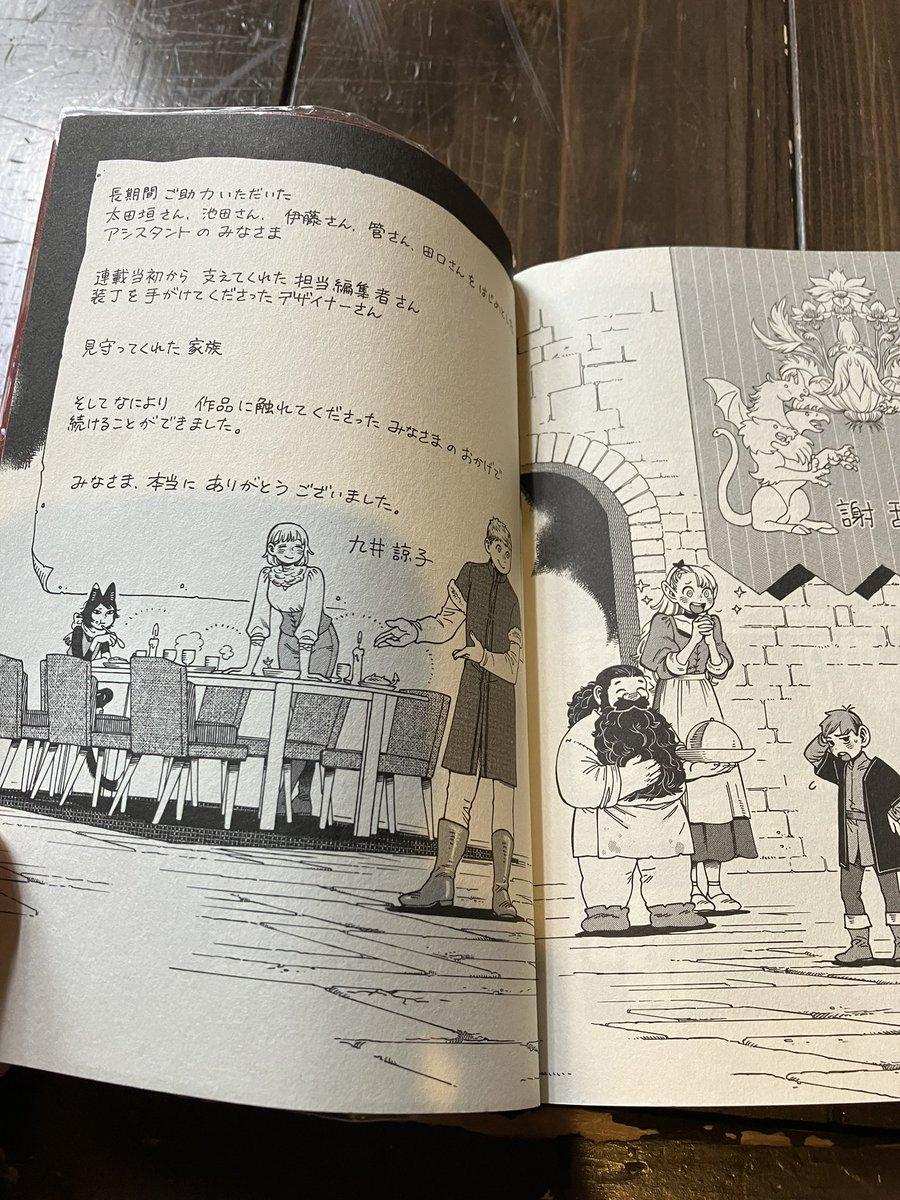 長期間 ご助力いただいた
太田垣さん、池田さん、伊藤さん、菅さん、田口さんを はじめとした
アシスタントの みなさま
連載当初から 支えてくれた 担当編集者さん
装丁を手がけてくださった デザイナーさん
見守ってくれた 家族
そしてなにより 作品に触れてくださった みなさまの おかげで
続けることができました。
みなさま、本当に ありがとう ございました。
九井 諒子
謝